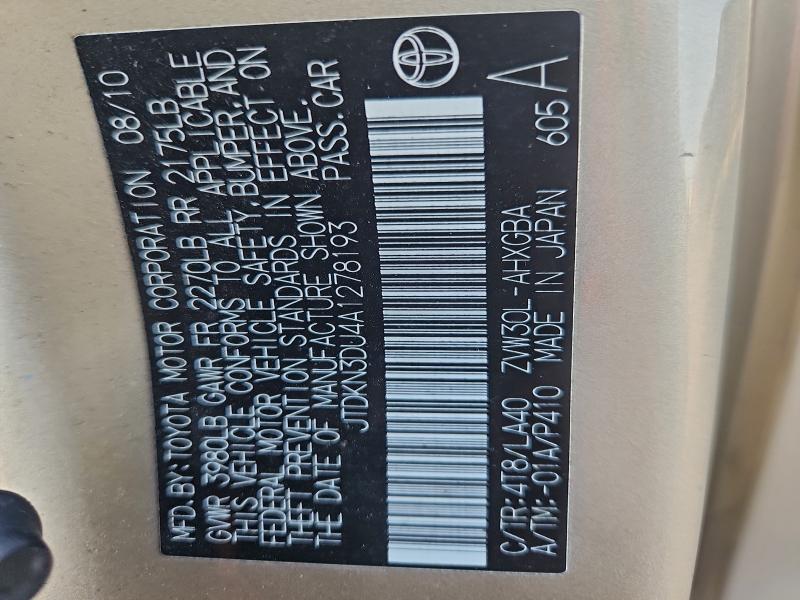 MFD.BY:TOYOTA MOTOR CORPORATION 08/10
GVWR 3980LB GAWR FR 2270LB RR 2175LB
THIS VEHICLE CONFORMS TO ALL APPLICABLE
FEDERAL MOTOR VEHICLE SAFETY,BUMPER,AND
THEFT PREVENTION STANDARDS IN EFFECT ON
THE DATE OF MANUFACTURE SHOWN ABOVE.
JTDKN3DU4A1278193 PASS.CAR
C/TR:4T8/LA40 ZVW30L-AHXGBA
A/TM:-01A/P410 MADE IN JAPAN 605 A